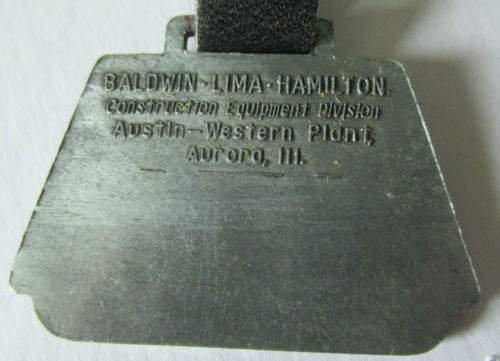 BALDWIN·LIMA·HAMILTON
Construction Equipment Division
Austin-Western Plant,
Aurora, Ill.